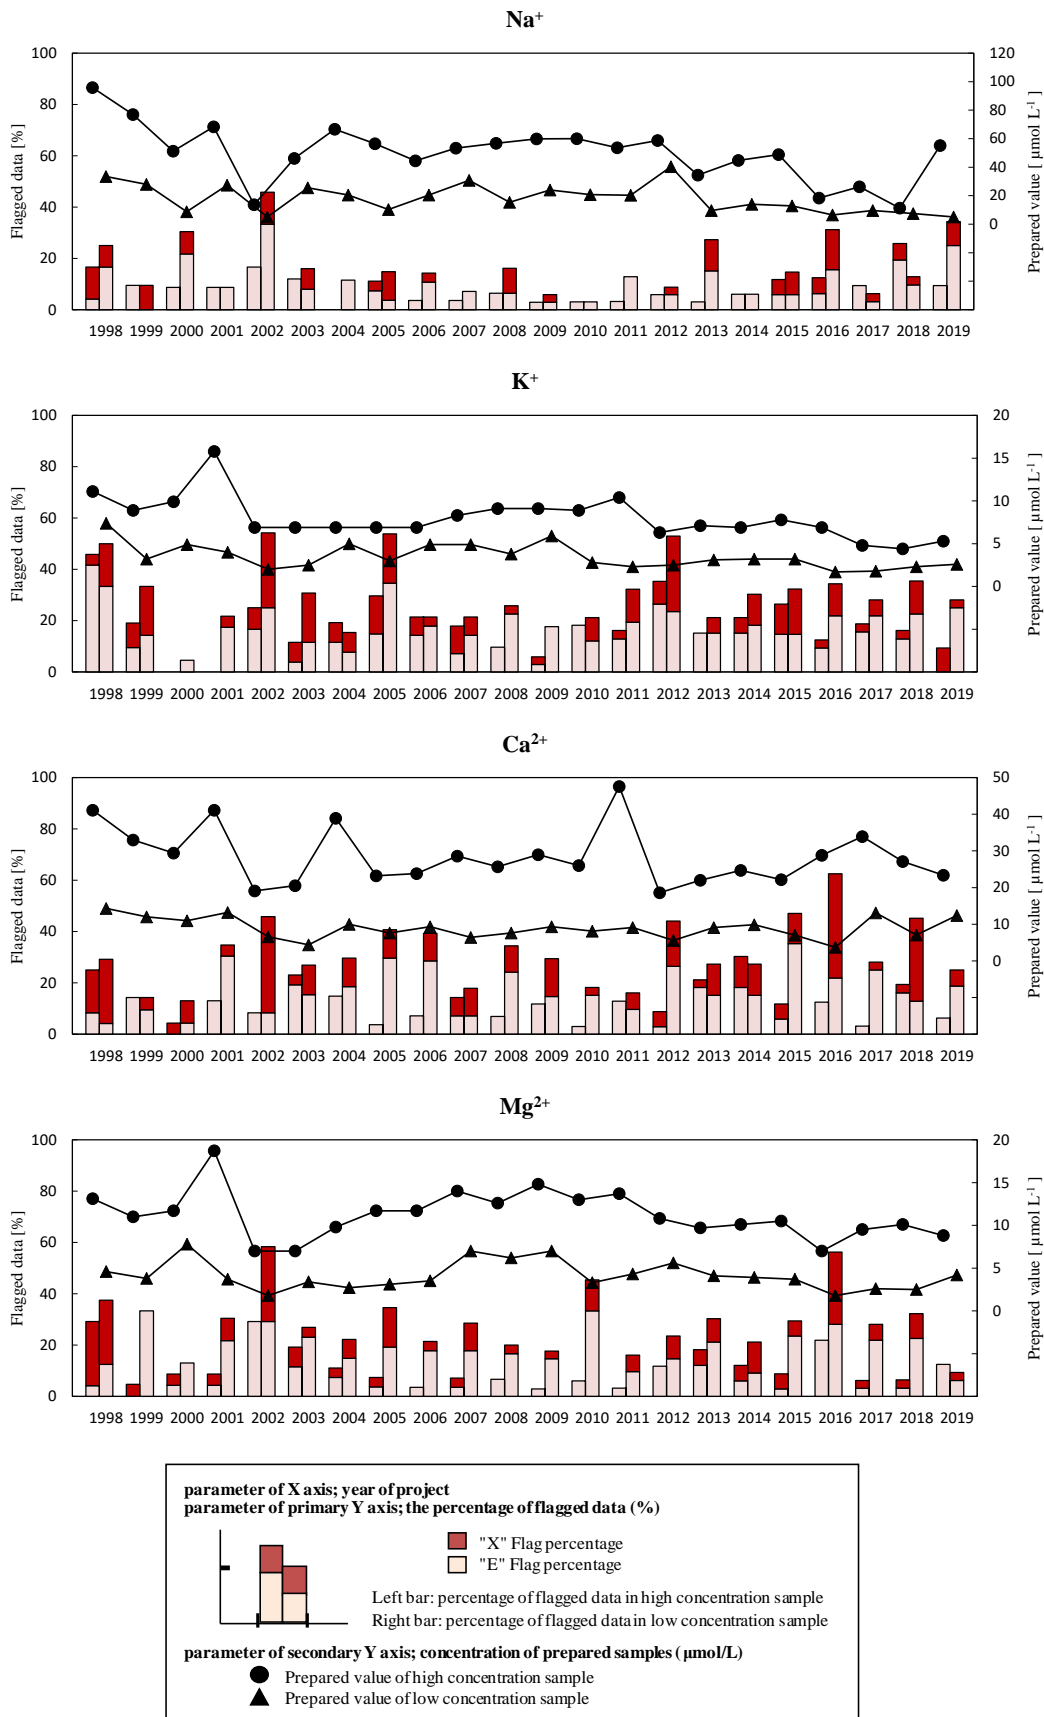 Na⁺
100
80
60
40
20
0
Flagged data [%]
120
100
80
60
40
20
0
Prepared value [ µmol L⁻¹ ]
1998 1999 2000 2001 2002 2003 2004 2005 2006 2007 2008 2009 2010 2011 2012 2013 2014 2015 2016 2017 2018 2019
K⁺
100
80
60
40
20
0
Flagged data [%]
20
15
10
5
0
Prepared value [ µmol L⁻¹ ]
1998 1999 2000 2001 2002 2003 2004 2005 2006 2007 2008 2009 2010 2011 2012 2013 2014 2015 2016 2017 2018 2019
Ca²⁺
100
80
60
40
20
0
Flagged data [%]
50
40
30
20
10
0
Prepared value [ µmol L⁻¹ ]
1998 1999 2000 2001 2002 2003 2004 2005 2006 2007 2008 2009 2010 2011 2012 2013 2014 2015 2016 2017 2018 2019
Mg²⁺
100
80
60
40
20
0
Flagged data [%]
20
15
10
5
0
Prepared value [ µmol L⁻¹ ]
1998 1999 2000 2001 2002 2003 2004 2005 2006 2007 2008 2009 2010 2011 2012 2013 2014 2015 2016 2017 2018 2019
parameter of X axis; year of project
parameter of primary Y axis; the percentage of flagged data (%)
"X" Flag percentage
"E" Flag percentage
Left bar: percentage of flagged data in high concentration sample
Right bar: percentage of flagged data in low concentration sample
parameter of secondary Y axis; concentration of prepared samples (µmol/L)
Prepared value of high concentration sample
Prepared value of low concentration sample